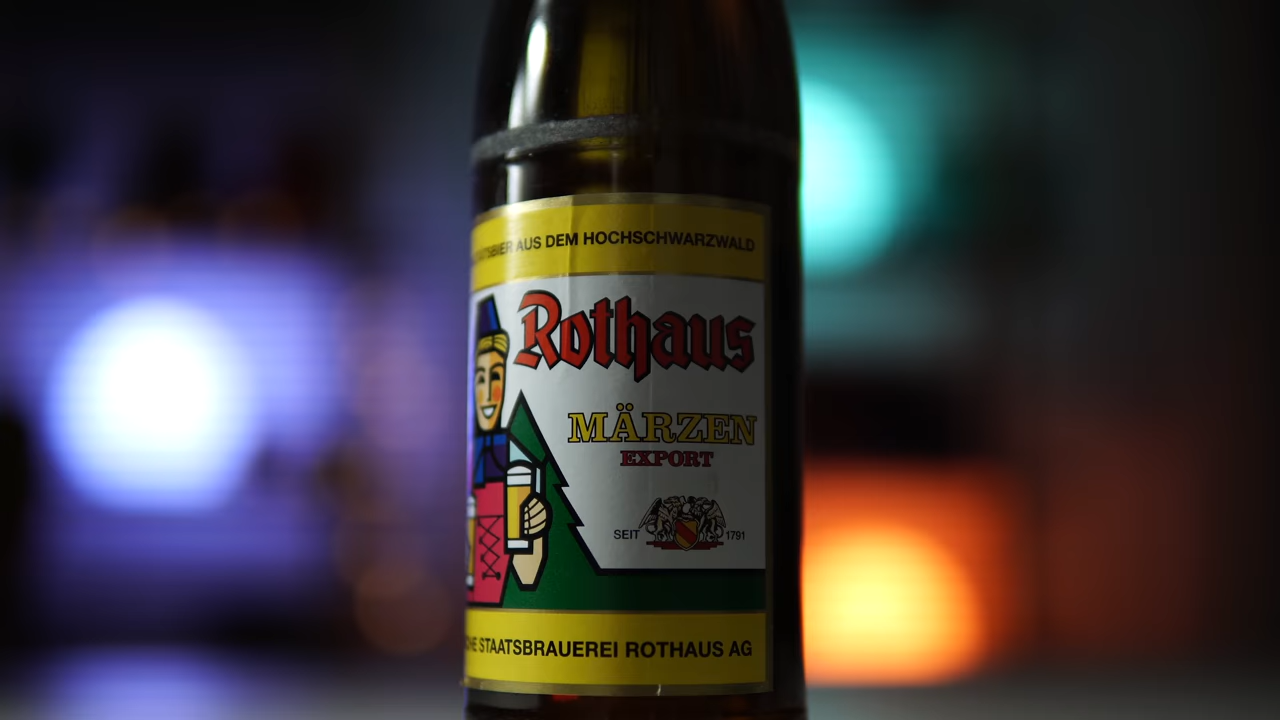 AUS DEM HOCHSCHWARZWALD
Rothaus
MÄRZEN
EXPORT
SEIT 1791
STAATSBRAUEREI ROTHAUS AG